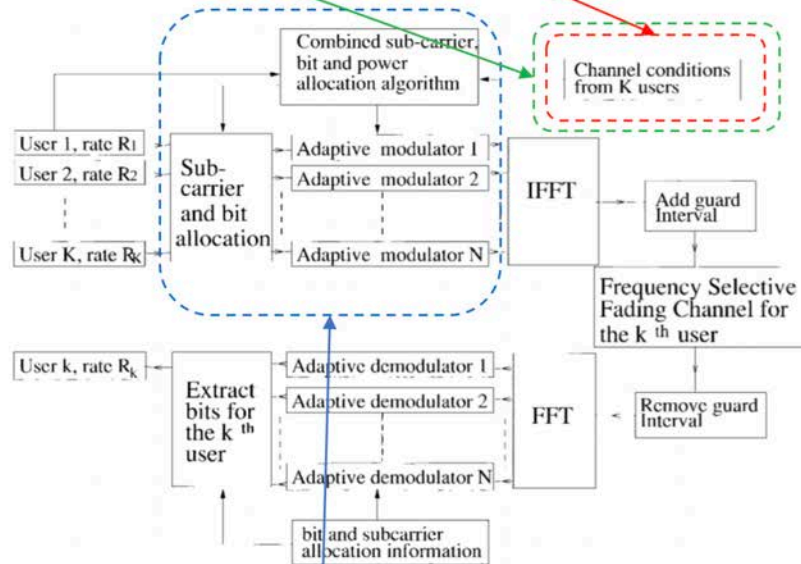 Combined sub-carrier,
bit and power
allocation algorithm
Channel conditions
from K users
User 1, rate R1
User 2, rate R2
User K, rate RK
Sub-
carrier
and bit
allocation
Adaptive modulator 1
Adaptive modulator 2
Adaptive modulator N
IFFT
Add guard
Interval
Frequency Selective
Fading Channel for
the k th user
User k, rate Rk
Extract
bits for
the k th
user
Adaptive demodulator 1
Adaptive demodulator 2
Adaptive demodulator N
FFT
Remove guard
Interval
bit and subcarrier
allocation information